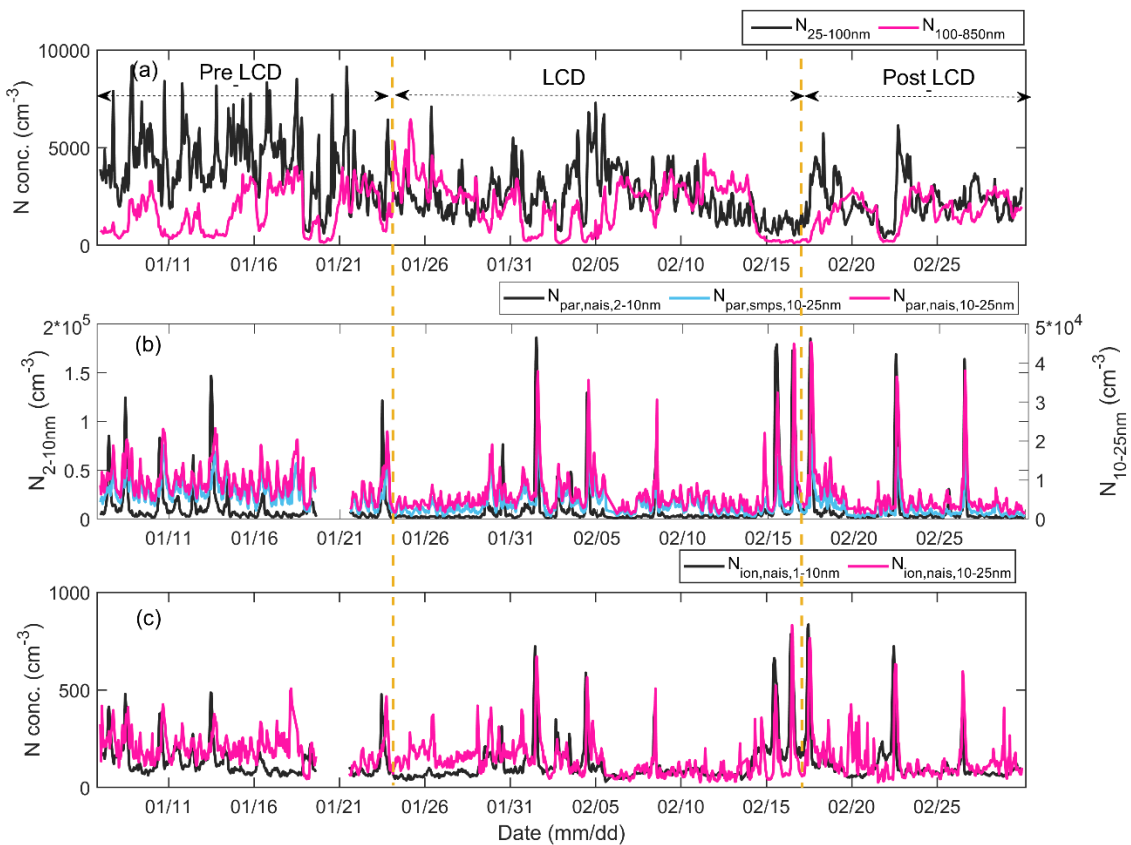 N25-100nm N100-850nm
(a) Pre LCD LCD Post LCD
N conc. (cm-3)
10000
5000
0
01/11 01/16 01/21 01/26 01/31 02/05 02/10 02/15 02/20 02/25
Npar,nais,2-10nm Npar,smps,10-25nm Npar,nais,10-25nm
(b)
N2-10nm (cm-3)
2*10^5
1.5
1
0.5
0
5*10^4
4
3
3
1
0
N10-25nm (cm-3)
01/11 01/16 01/21 01/26 01/31 02/05 02/10 02/15 02/20 02/25
Nion,nais,1-10nm Nion,nais,10-25nm
(c)
N conc. (cm-3)
1000
500
0
01/11 01/16 01/21 01/26 01/31 02/05 02/10 02/15 02/20 02/25
Date (mm/dd)